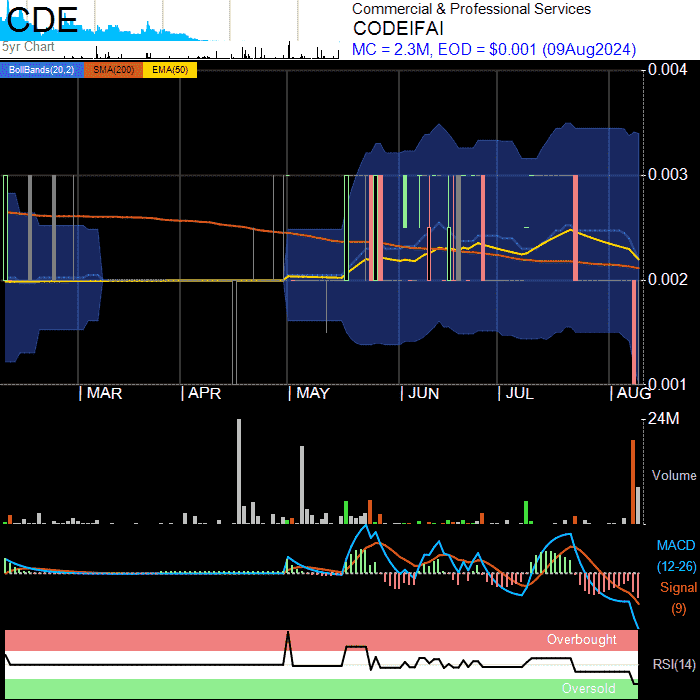 CDE
Commercial & Professional Services
CODEIFAI
5yr Chart
MC = 2.3M, EOD = $0.001 (09Aug2024)
BollBands(20,2) SMA(200) EMA(50)
0.004
0.003
0.002
0.001
| MAR | APR | MAY | JUN | JUL | AUG
24M
Volume
MACD
(12-26)
Signal
(9)
Overbought
RSI(14)
Oversold